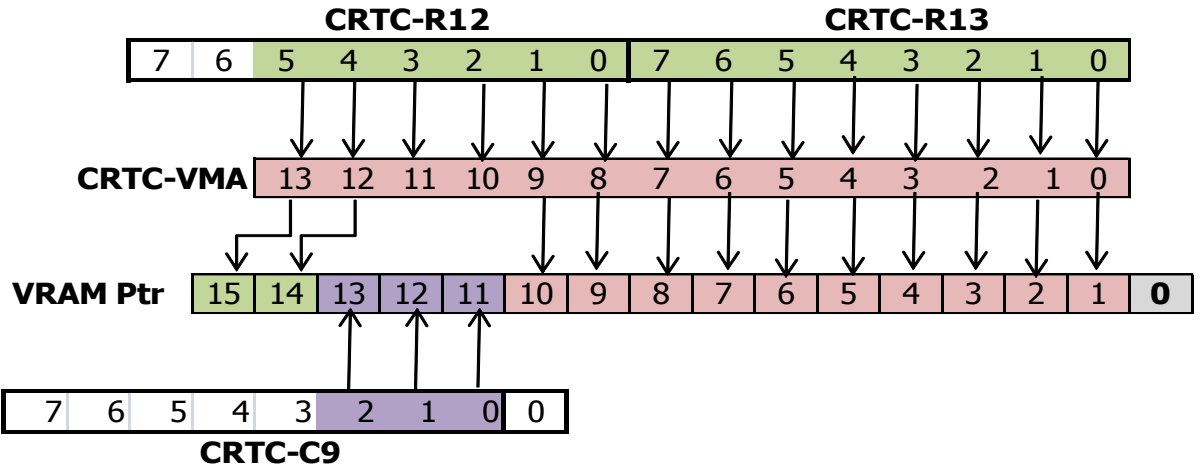 CRTC-R12 CRTC-R13
7 6 5 4 3 2 1 0 7 6 5 4 3 2 1 0
CRTC-VMA 13 12 11 10 9 8 7 6 5 4 3 2 1 0
VRAM Ptr 15 14 13 12 11 10 9 8 7 6 5 4 3 2 1 0
7 6 5 4 3 2 1 0 0
CRTC-C9